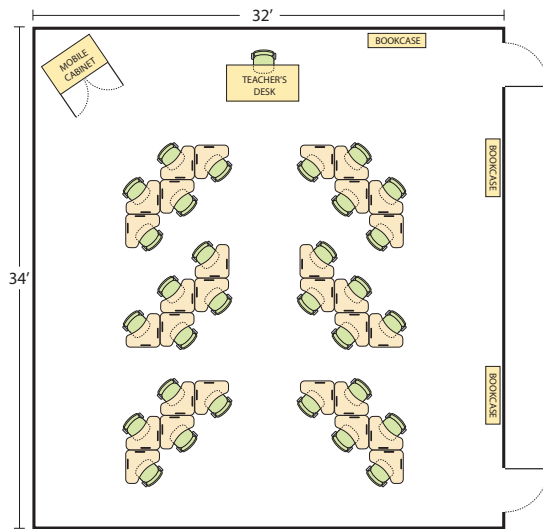 32’
BOOKCASE
MOBILE
CABINET
TEACHER’S
DESK
BOOKCASE
34’
BOOKCASE